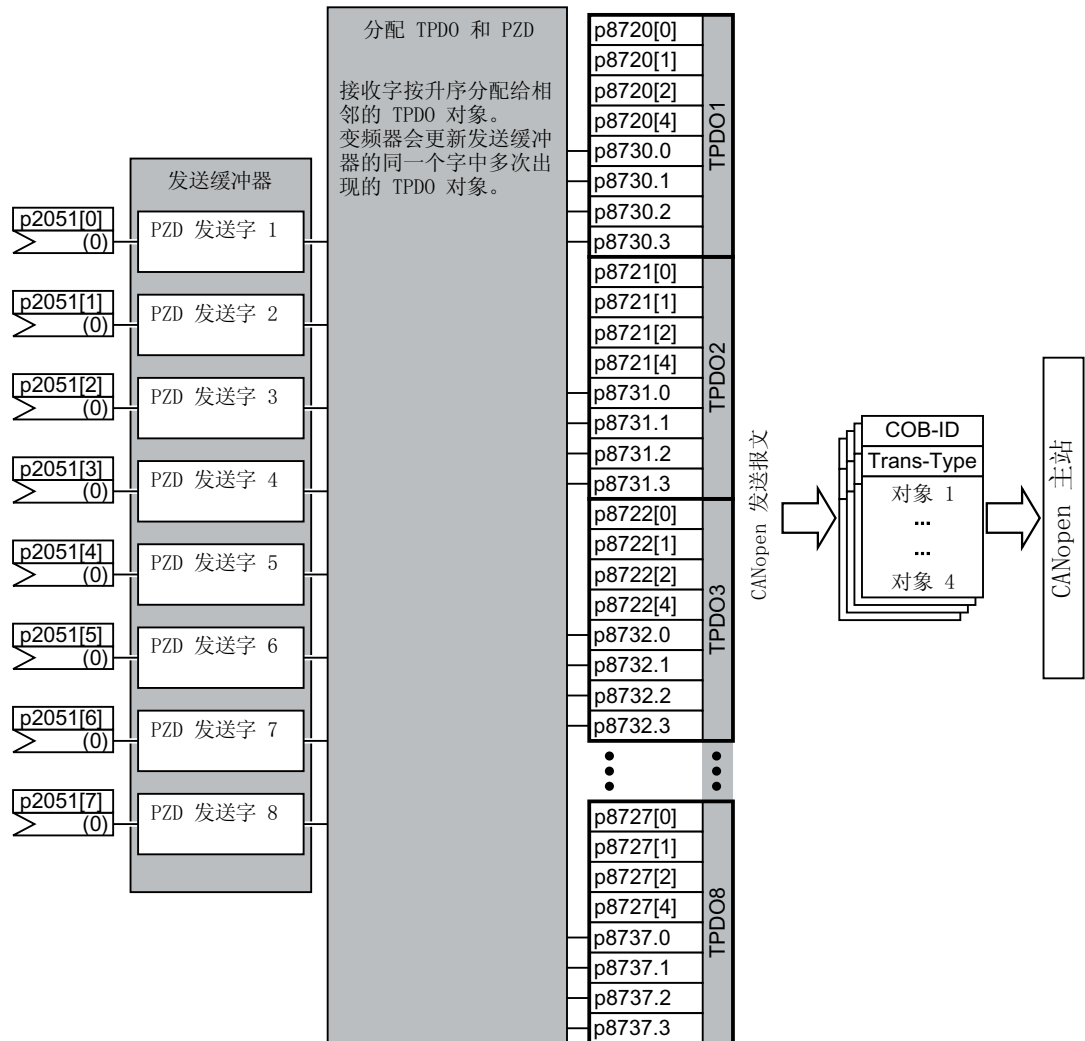 分配 TPDO 和 PZD
接收字按升序分配给相
邻的 TPDO 对象。
变频器会更新发送缓冲
器的同一个字中多次出
现的 TPDO 对象。
发送缓冲器
p2051[0]
(0)
PZD 发送字 1
p2051[1]
(0)
PZD 发送字 2
p2051[2]
(0)
PZD 发送字 3
p2051[3]
(0)
PZD 发送字 4
p2051[4]
(0)
PZD 发送字 5
p2051[5]
(0)
PZD 发送字 6
p2051[6]
(0)
PZD 发送字 7
p2051[7]
(0)
PZD 发送字 8
p8720[0]
p8720[1]
p8720[2]
p8720[4]
p8730.0
p8730.1
p8730.2
p8730.3
TPDO1
p8721[0]
p8721[1]
p8721[2]
p8721[4]
p8731.0
p8731.1
p8731.2
p8731.3
TPDO2
p8722[0]
p8722[1]
p8722[2]
p8722[4]
p8732.0
p8732.1
p8732.2
p8732.3
TPDO3
p8727[0]
p8727[1]
p8727[2]
p8727[4]
p8737.0
p8737.1
p8737.2
p8737.3
TPDO8
CANopen 发送报文
COB-ID
Trans-Type
对象 1
...
...
对象 4
CANopen 主站